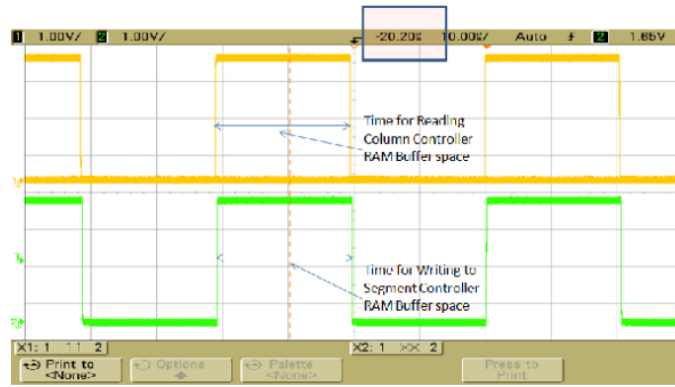 1 1.00V/ 2 1.00V/ -20.20 10.00 / Auto 2 1.65V
Time for Reading
Column Controller
RAM Buffer space
Time for Writing to
Segment Controller
RAM Buffer space
X1: 1 2 X2: 1 2
Print to
<None>
Options
Palette
<None>
Press to
Print